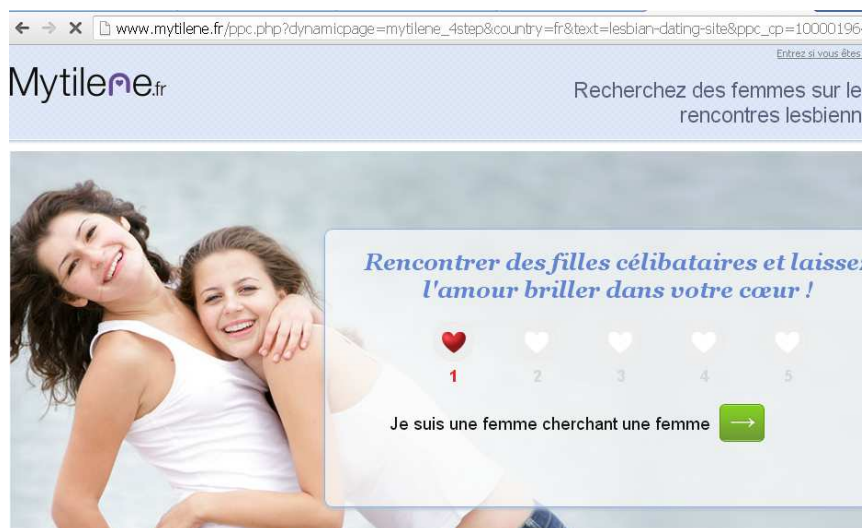 www.mytilene.fr/ppc.php?dynamicpage=mytilene_4step&country=fr&text=lesbian-dating-site&ppc_cp=10000196
Entrez si vous êtes
Mytilene.fr
Recherchez des femmes sur le
rencontres lesbienn
Rencontrer des filles célibataires et laissez
l'amour briller dans votre cœur !
1 2 3 4 5
Je suis une femme cherchant une femme